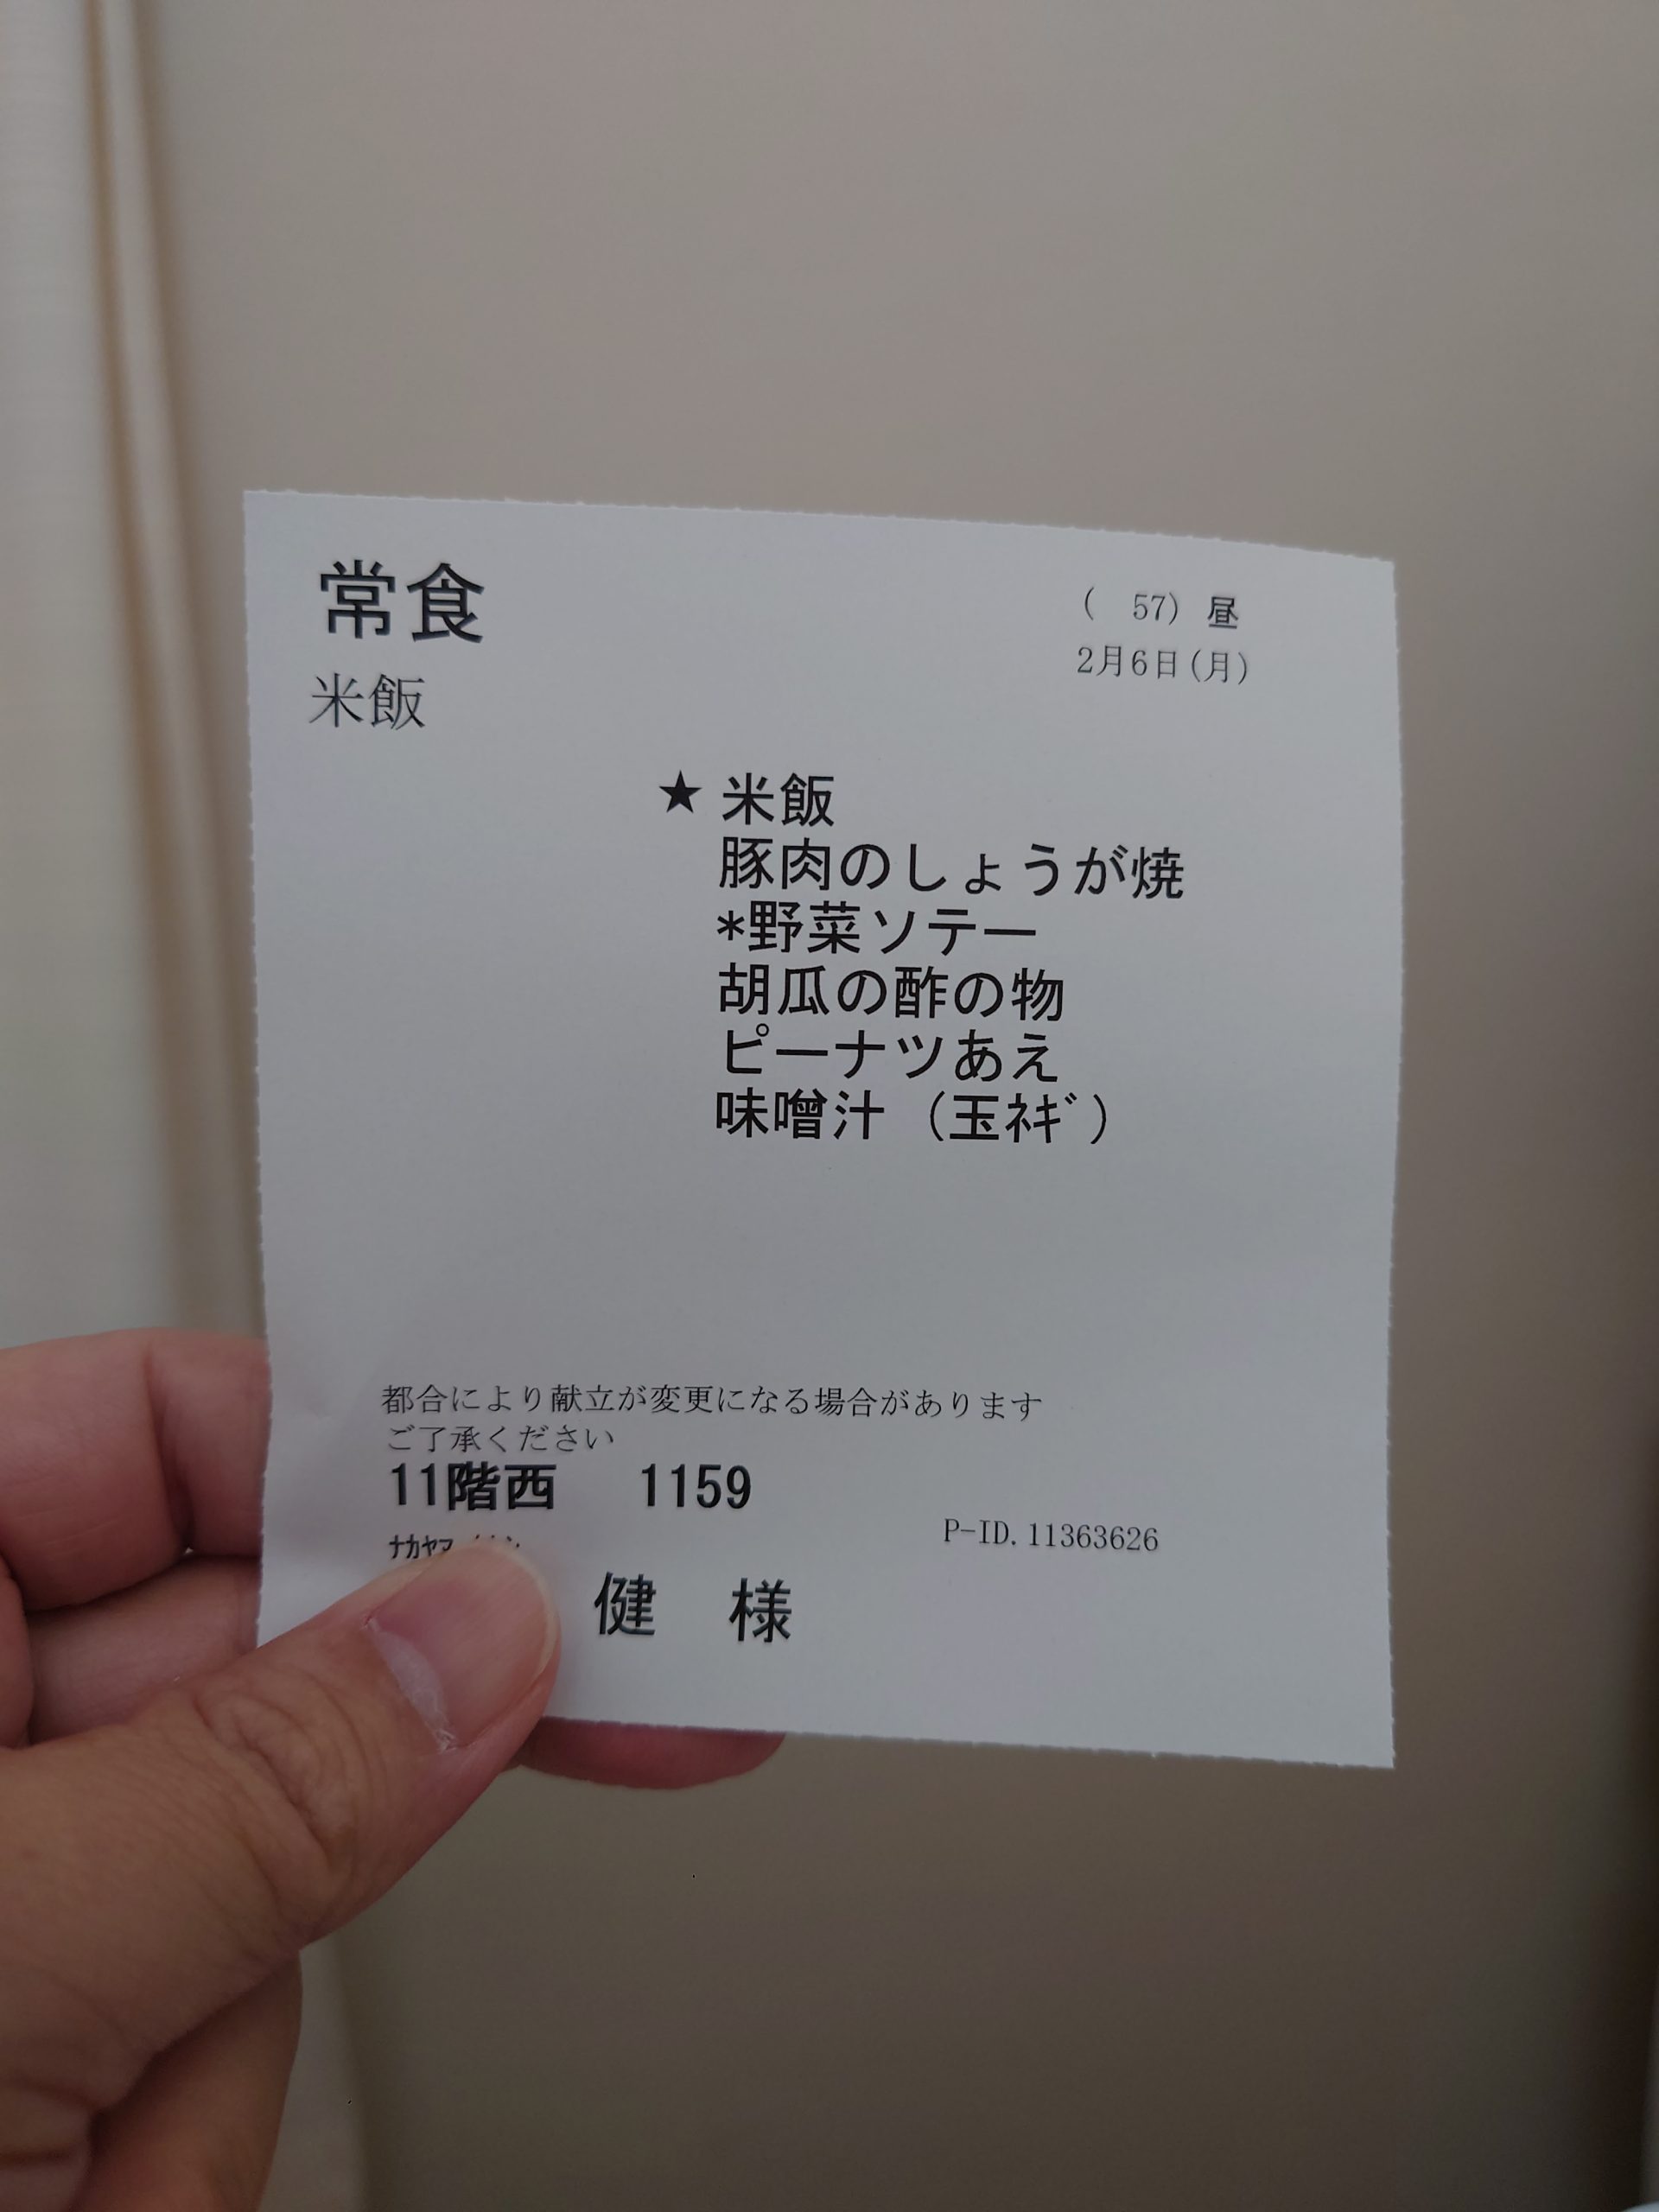 常食
( 57) 昼
2月6日(月)
米飯
★ 米飯
豚肉のしょうが焼
*野菜ソテー
胡瓜の酢の物
ピーナツあえ
味噌汁 (玉ﾈｷﾞ)
都合により献立が変更になる場合があります
ご了承ください
11階西 1159
ﾅｶﾔﾏ
P-ID. 11363626
健 様